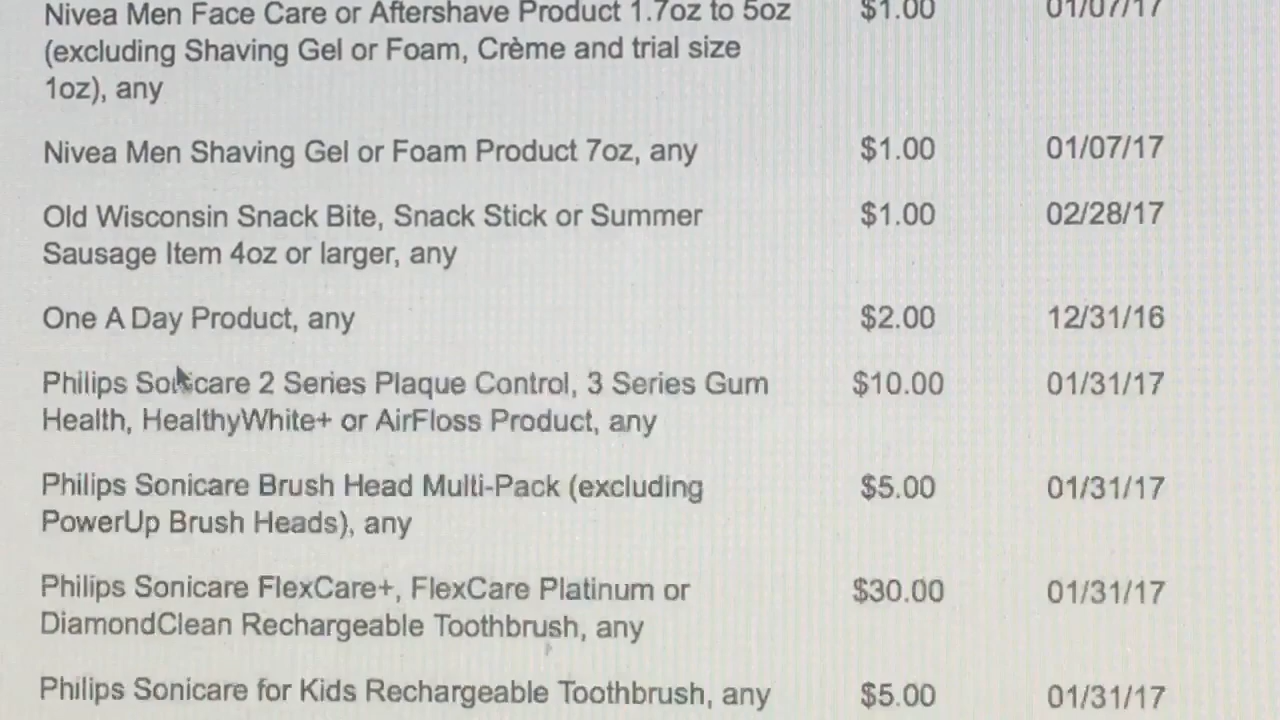 Nivea Men Face Care or Aftershave Product 1.7oz to 5oz $1.00 01/07/17
(excluding Shaving Gel or Foam, Crème and trial size
1oz), any
Nivea Men Shaving Gel or Foam Product 7oz, any $1.00 01/07/17
Old Wisconsin Snack Bite, Snack Stick or Summer $1.00 02/28/17
Sausage Item 4oz or larger, any
One A Day Product, any $2.00 12/31/16
Philips Sonicare 2 Series Plaque Control, 3 Series Gum $10.00 01/31/17
Health, HealthyWhite+ or AirFloss Product, any
Philips Sonicare Brush Head Multi-Pack (excluding $5.00 01/31/17
PowerUp Brush Heads), any
Philips Sonicare FlexCare+, FlexCare Platinum or $30.00 01/31/17
DiamondClean Rechargeable Toothbrush, any
Philips Sonicare for Kids Rechargeable Toothbrush, any $5.00 01/31/17